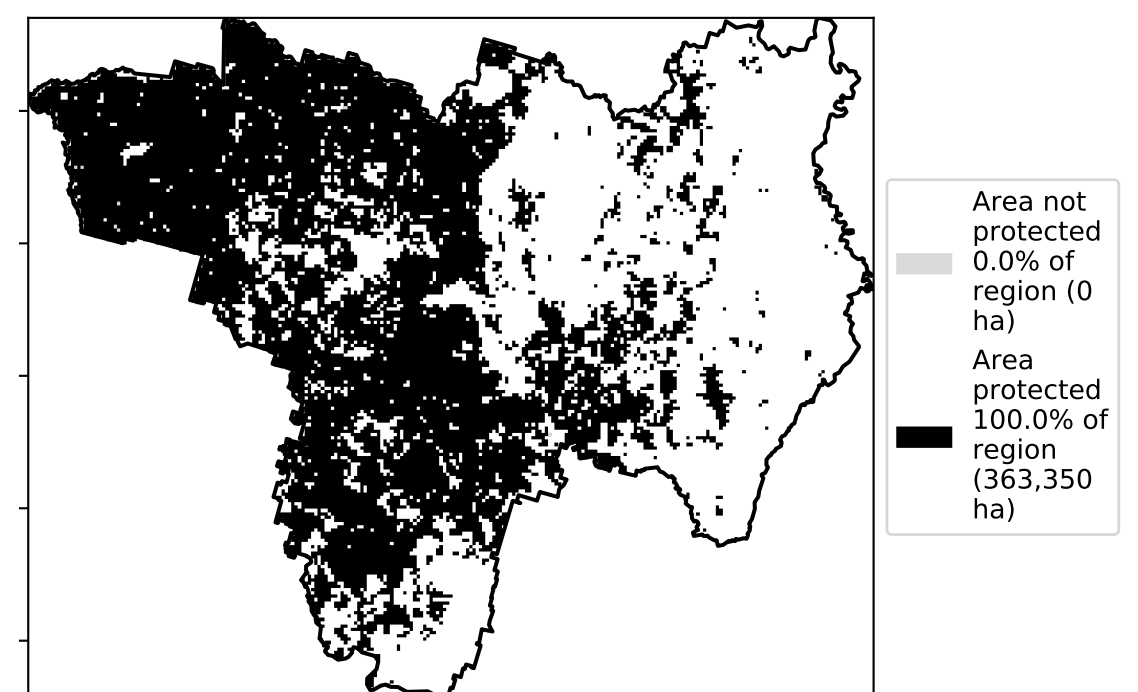 Area not
protected
0.0% of
region (0
ha)
Area
protected
100.0% of
region
(363,350
ha)